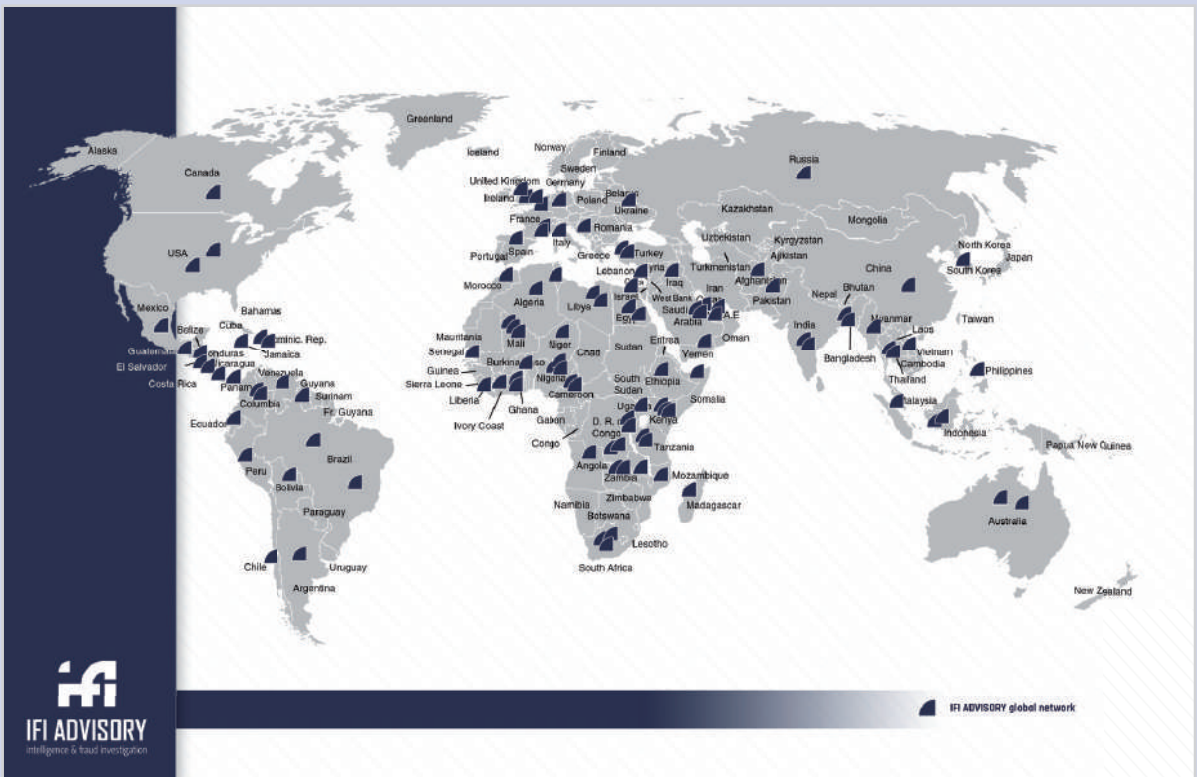 Greenland
Alaska
Iceland
Norway
Finland
Sweden
Russia
Canada
United Kingdom
Germany
Ireland
Poland
Belarus
Ukraine
Kazakhstan
Mongolia
France
Romania
Italy
Uzbekistan
Kyrgyzstan
North Korea
USA
Portugal
Spain
Greece
Turkey
Ajikistan
Japan
Lebanon
Turkmenistan
China
South Korea
Morocco
Iraq
Iran
Afghanistan
Algeria
Libya
Israel
West Bank
Pakistan
Nepal
Bhutan
Mexico
Bahamas
Saudi
Arabia
A.E
Cuba
Belize
India
Myanmar
Taiwan
Mauritania
Mali
Niger
Chad
Sudan
Eritrea
Oman
Laos
Jamaica
Senegal
Yemen
Bangladesh
Vietnam
Cambodia
El Salvador
Guinea
Burkina
Thailand
Philippines
Costa Rica
Venezuela
Guyana
Sierra Leone
Nigeria
South
Sudan
Ethiopia
Columbia
Surinam
Liberia
Cameroon
Somalia
Fr. Guyana
Ghana
Ecuador
Ivory Coast
Gabon
Kenya
Indonesia
Congo
Congo
Tanzania
Papua New Guinea
Brazil
Peru
Angola
Bolivia
Zambia
Mozambique
Zimbabwe
Namibia
Madagascar
Paraguay
Botswana
Australia
Lesotho
Chile
Uruguay
South Africa
Argentina
New Zealand
ifi
IFI ADVISORY
intelligence & fraud investigation
IFI ADVISORY global network